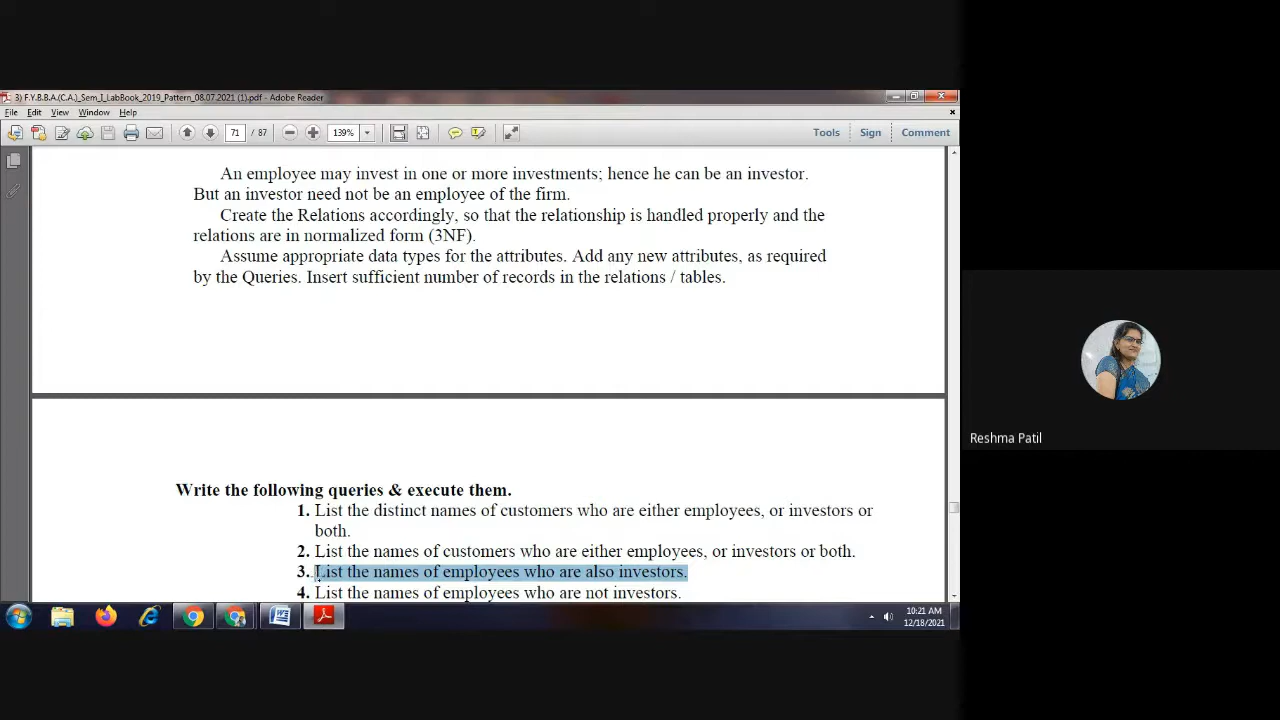 3) F.Y.B.B.A.(C.A.)_Sem_I_LabBook_2019_Pattern_08.07.2021 (1).pdf - Adobe Reader
File Edit View Window Help
71 / 87 139% Tools Sign Comment
An employee may invest in one or more investments; hence he can be an investor.
But an investor need not be an employee of the firm.
Create the Relations accordingly, so that the relationship is handled properly and the
relations are in normalized form (3NF).
Assume appropriate data types for the attributes. Add any new attributes, as required
by the Queries. Insert sufficient number of records in the relations / tables.
Write the following queries & execute them.
1. List the distinct names of customers who are either employees, or investors or
both.
2. List the names of customers who are either employees, or investors or both.
3. List the names of employees who are also investors.
4. List the names of employees who are not investors.
10:21 AM
12/18/2021
Reshma Patil